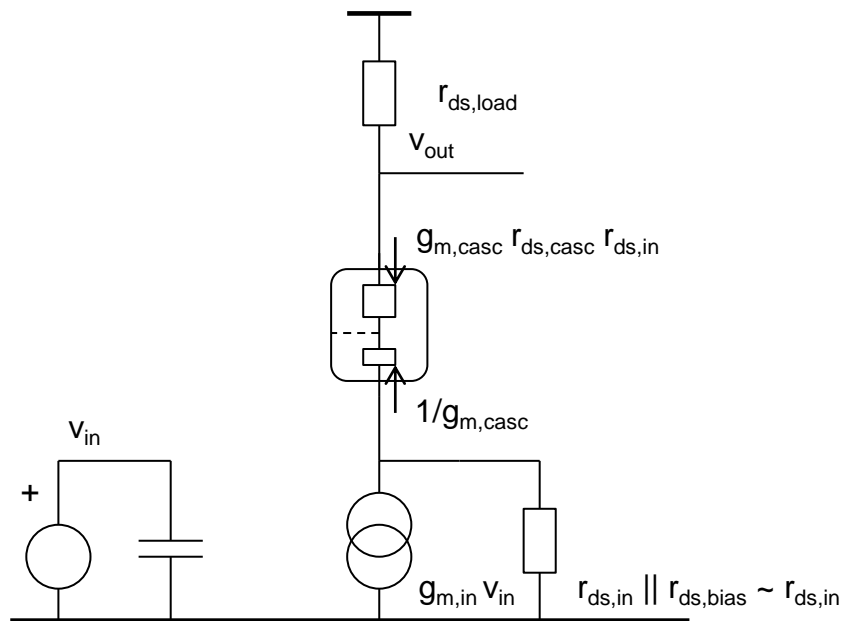 r_ds,load
v_out
g_m,casc r_ds,casc r_ds,in
1/g_m,casc
v_in
+
g_m,in v_in
r_ds,in || r_ds,bias ~ r_ds,in